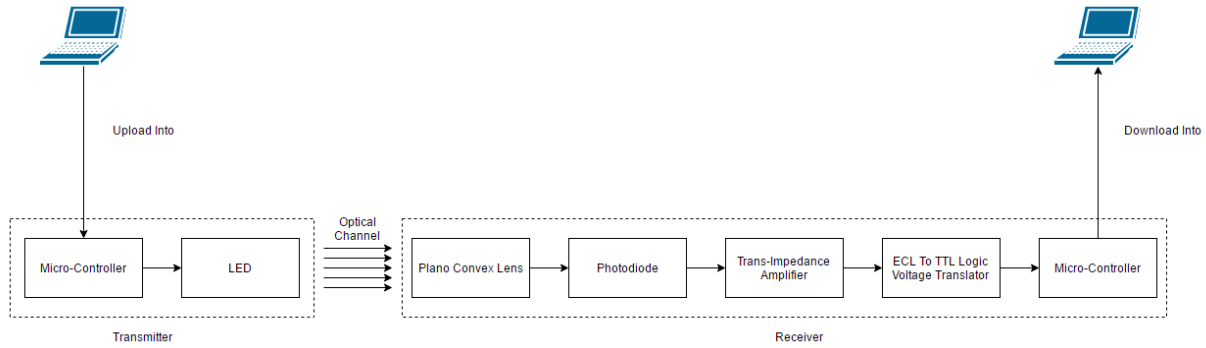 Upload Into
Download Into
Optical
Channel
Micro-Controller
LED
Plano Convex Lens
Photodiode
Trans-Impedance
Amplifier
ECL To TTL Logic
Voltage Translator
Micro-Controller
Transmitter
Receiver